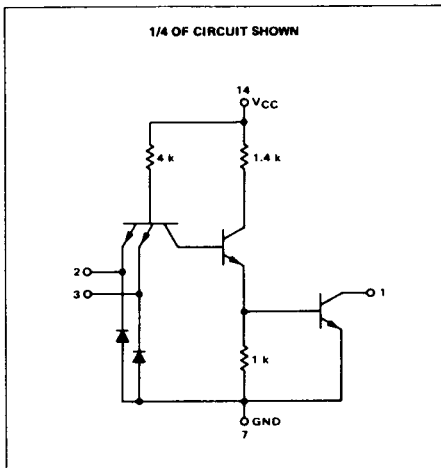 1/4 OF CIRCUIT SHOWN
14
VCC
4 k
1.4 k
2
3
1
1 k
GND
7